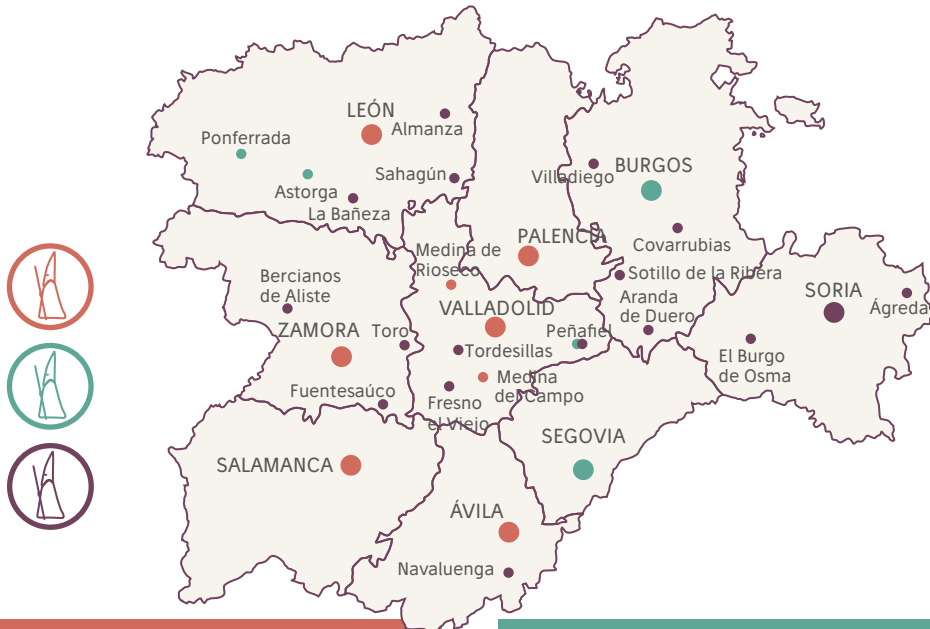 LEÓN
Almanza
Ponferrada
Sahagún
Astorga
La Bañeza
Villadiego
BURGOS
PALENCIA
Covarrubias
Medina de
Rioseco
Sotillo de la Ribera
Bercianos
de Aliste
SORIA
Aranda
de Duero
Ágreda
VALLADOLID
ZAMORA
Toro
Peñafiel
Tordesillas
El Burgo
de Osma
Medina
del Campo
Fuentesaúco
Fresno
el Viejo
SEGOVIA
SALAMANCA
ÁVILA
Navaluenga